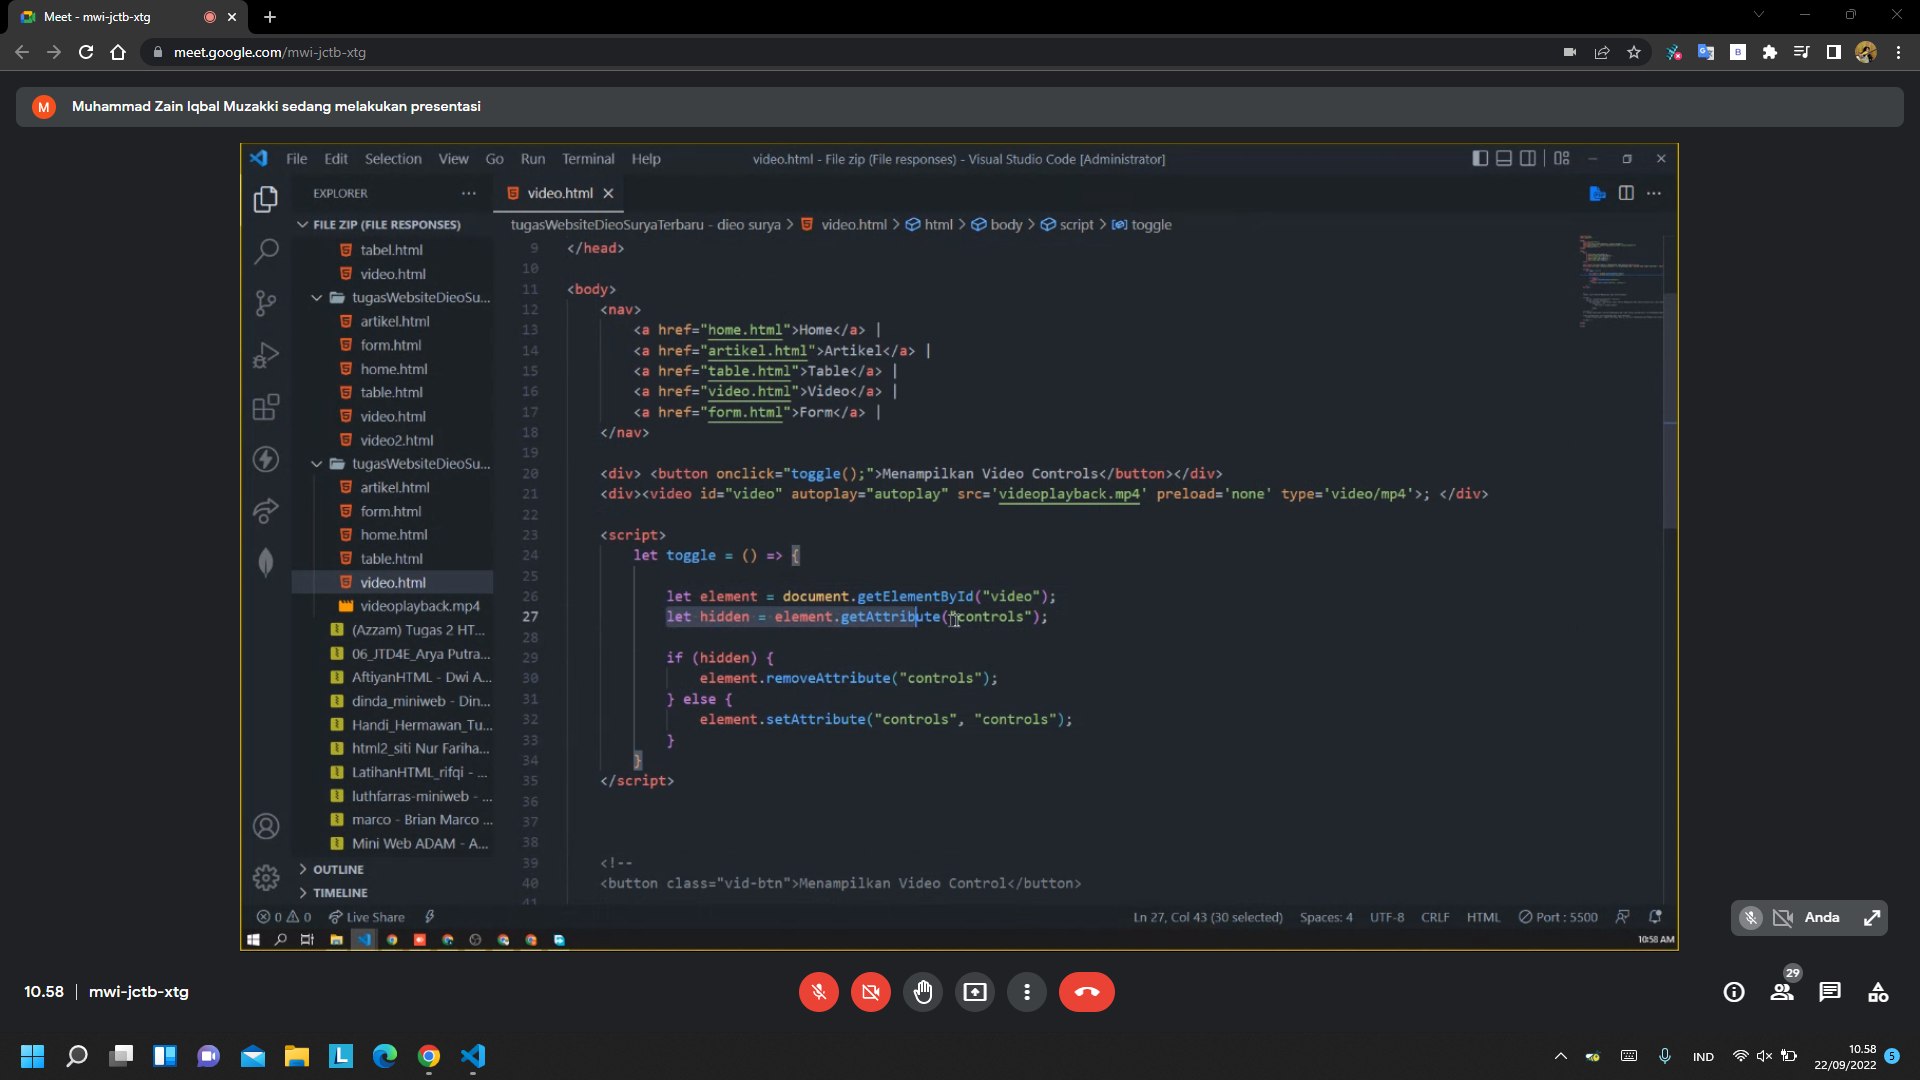 Meet - mwi-jctb-xtg
meet.google.com/mwi-jctb-xtg
M Muhammad Zain Iqbal Muzakki sedang melakukan presentasi
File Edit Selection View Go Run Terminal Help video.html - File zip (File responses) - Visual Studio Code [Administrator]
EXPLORER
video.html
FILE ZIP (FILE RESPONSES)
tugasWebsiteDieoSuryaTerbaru - dieo surya > video.html > html > body > script > toggle
tabel.html
video.html
tugasWebsiteDieoSu...
artikel.html
form.html
home.html
table.html
video.html
video2.html
tugasWebsiteDieoSu...
artikel.html
form.html
home.html
table.html
video.html
videoplayback.mp4
(Azzam) Tugas 2 HT...
06_JTD4E_Arya Putra...
AftiyanHTML - Dwi A...
dinda_miniweb - Din...
Handi_Hermawan_Tu...
html2_siti Nur Fariha...
LatihanHTML_rifqi - ...
luthfarras-miniweb - ...
marco - Brian Marco ...
Mini Web ADAM - A...
OUTLINE
TIMELINE
9 </head>
10
11 <body>
12 <nav>
13 <a href="home.html">Home</a> |
14 <a href="artikel.html">Artikel</a> |
15 <a href="table.html">Table</a> |
16 <a href="video.html">Video</a> |
17 <a href="form.html">Form</a> |
18 </nav>
19
20 <div> <button onclick="toggle();">Menampilkan Video Controls</button></div>
21 <div><video id="video" autoplay="autoplay" src='videoplayback.mp4' preload='none' type='video/mp4'>; </div>
22
23 <script>
24 let toggle = () => {
25
26 let element = document.getElementById("video");
27 let hidden = element.getAttribute("controls");
28
29 if (hidden) {
30 element.removeAttribute("controls");
31 } else {
32 element.setAttribute("controls", "controls");
33 }
34 }
35 </script>
36
37
38
39 <!--
40 <button class="vid-btn">Menampilkan Video Control</button>
41
0 0 Live Share Ln 27, Col 43 (30 selected) Spaces: 4 UTF-8 CRLF HTML Port : 5500
10:58 AM
Anda
10.58 | mwi-jctb-xtg
29
IND
10.58
22/09/2022
5